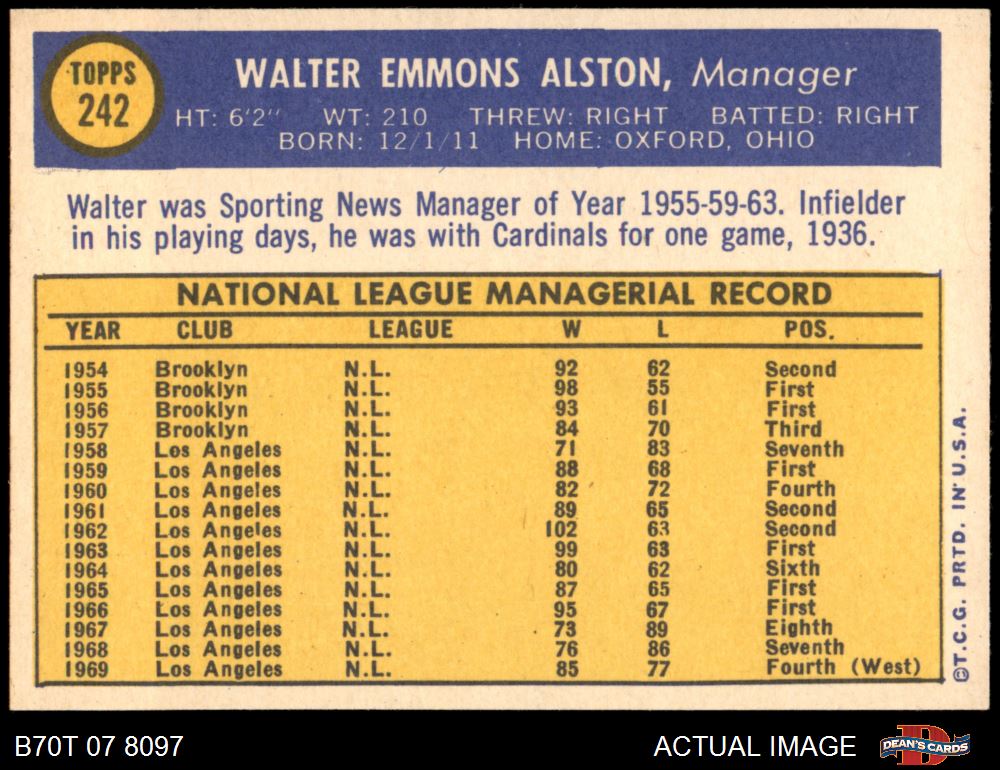 TOPPS
242
WALTER EMMONS ALSTON, Manager
HT: 6'2" WT: 210 THREW: RIGHT BATTED: RIGHT
BORN: 12/1/11 HOME: OXFORD, OHIO
Walter was Sporting News Manager of Year 1955-59-63. Infielder
in his playing days, he was with Cardinals for one game, 1936.
NATIONAL LEAGUE MANAGERIAL RECORD
YEAR CLUB LEAGUE W L POS.
1954 Brooklyn N.L. 92 62 Second
1955 Brooklyn N.L. 98 55 First
1956 Brooklyn N.L. 93 61 First
1957 Brooklyn N.L. 84 70 Third
1958 Los Angeles N.L. 71 83 Seventh
1959 Los Angeles N.L. 88 68 First
1960 Los Angeles N.L. 82 72 Fourth
1961 Los Angeles N.L. 89 65 Second
1962 Los Angeles N.L. 102 63 Second
1963 Los Angeles N.L. 99 63 First
1964 Los Angeles N.L. 80 62 Sixth
1965 Los Angeles N.L. 87 65 First
1966 Los Angeles N.L. 95 67 First
1967 Los Angeles N.L. 73 89 Eighth
1968 Los Angeles N.L. 76 86 Seventh
1969 Los Angeles N.L. 85 77 Fourth (West)
©T.C.G. PRTD. IN U.S.A.
B70T 07 8097 ACTUAL IMAGE
D
DEAN'S CARDS